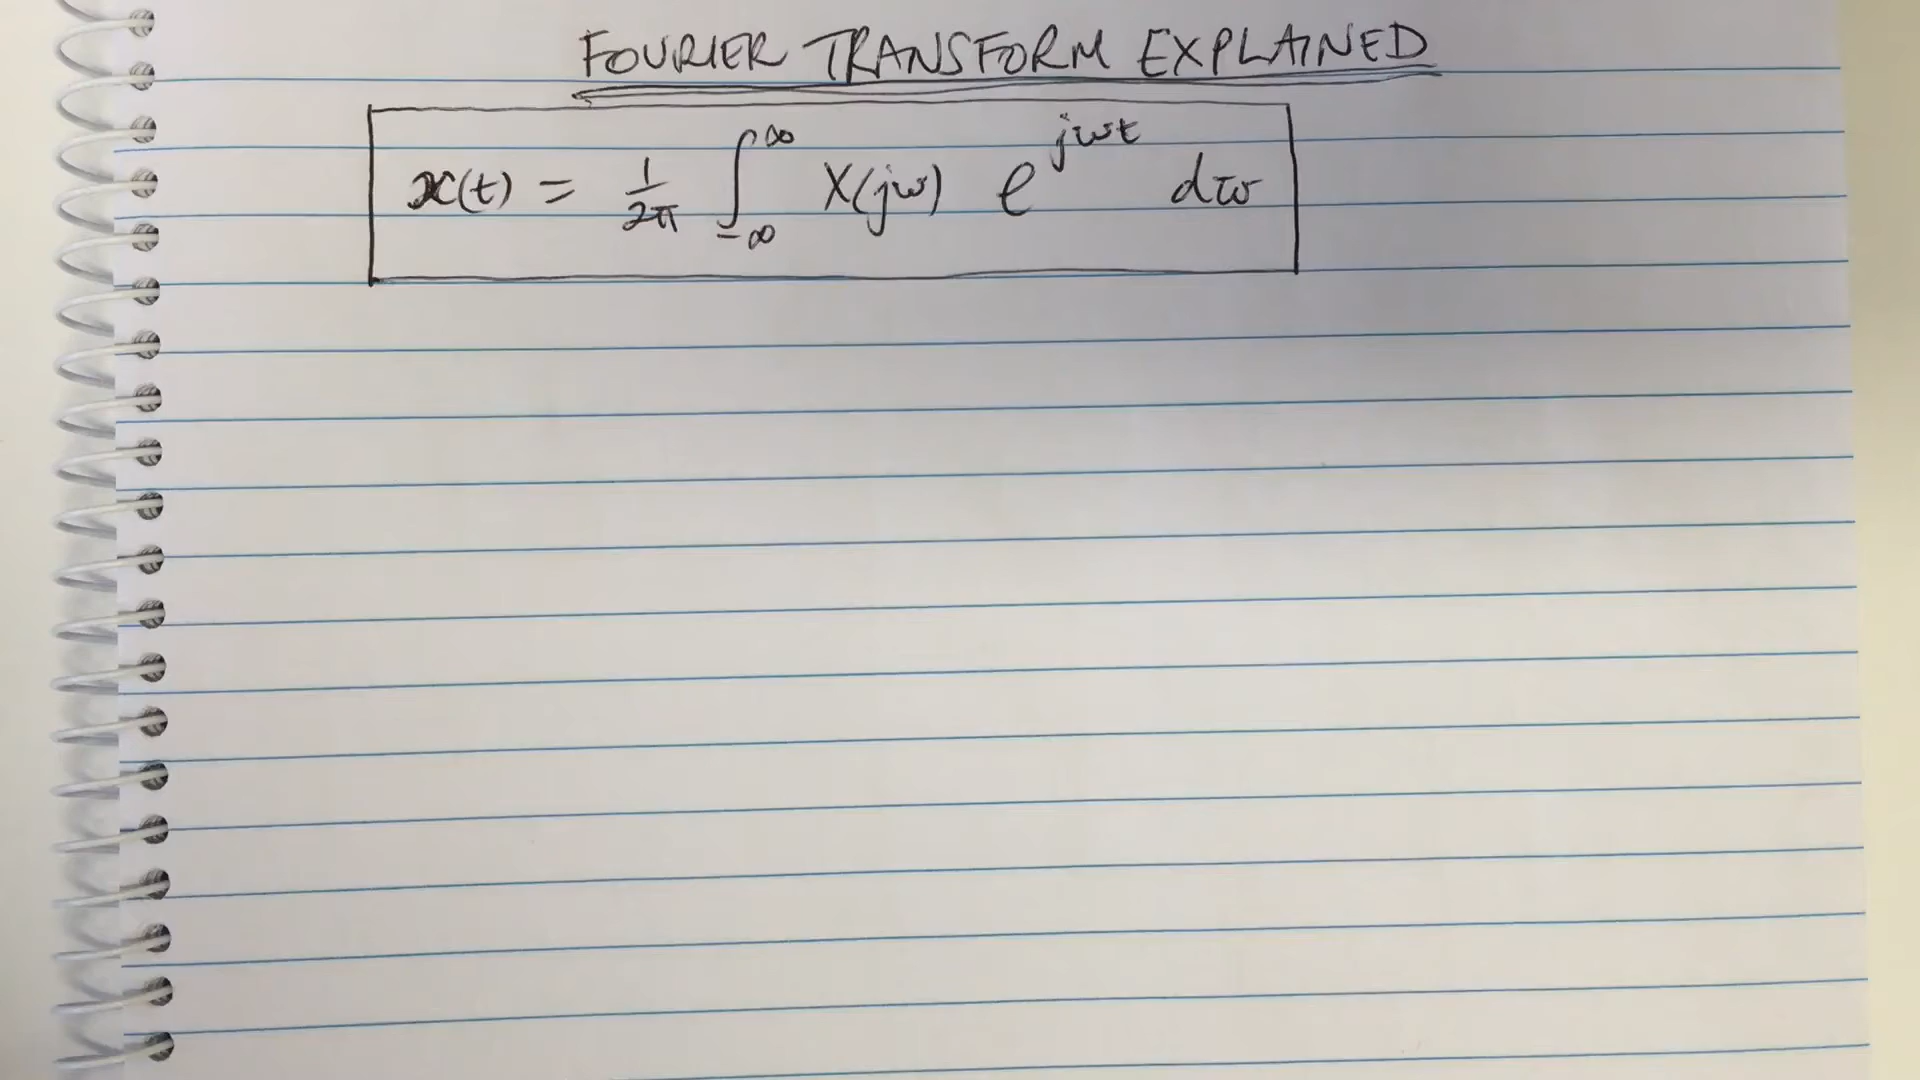 FOURIER TRANSFORM EXPLAINED
x(t) = 1/2π ∫_{-∞}^{∞} X(jω) e^{jωt} dω